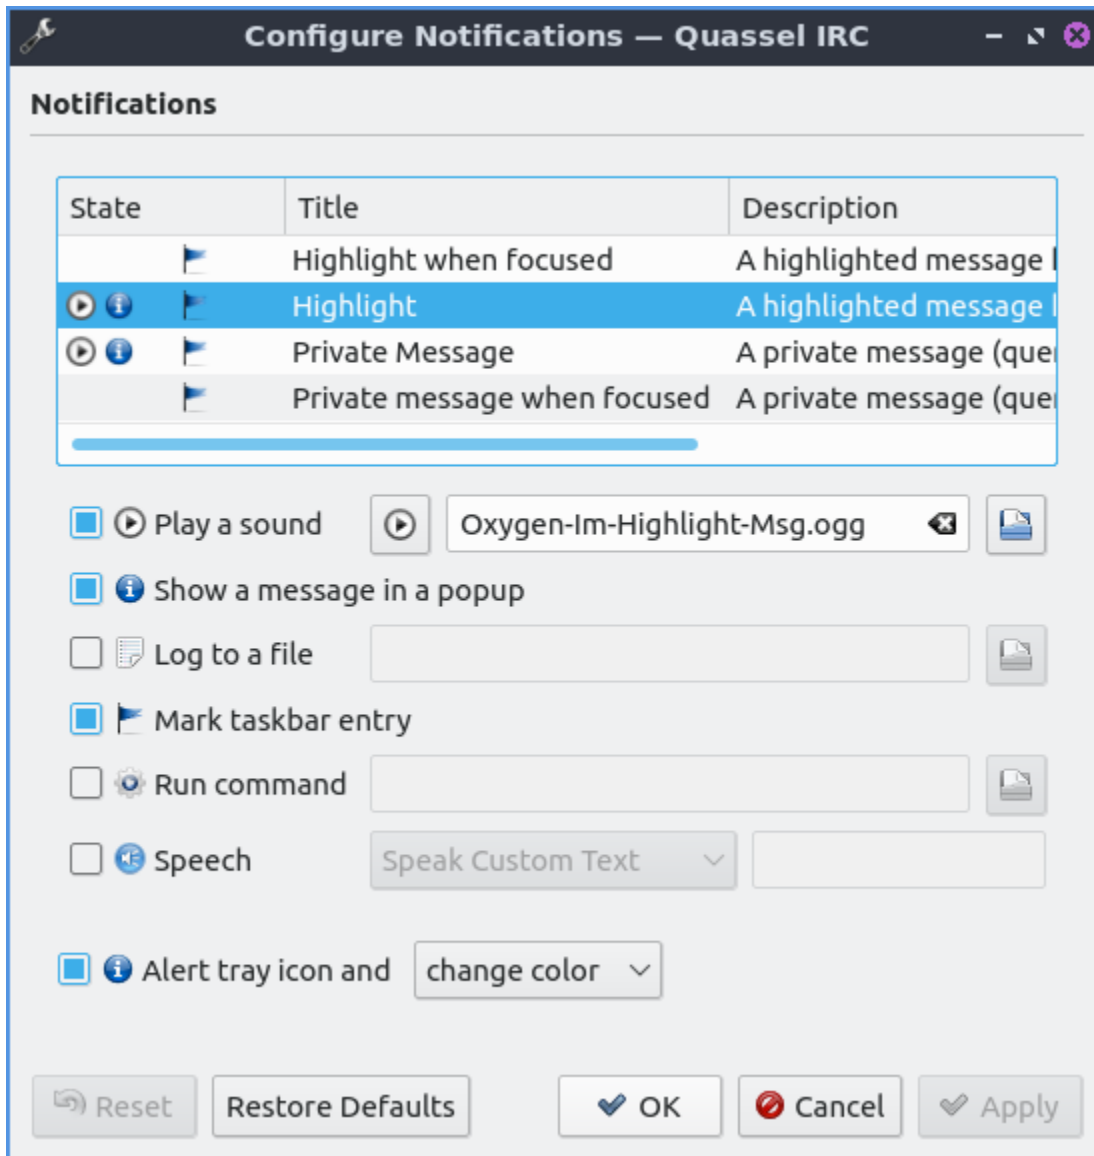 Configure Notifications — Quassel IRC
Notifications
State Title Description
Highlight when focused A highlighted message
Highlight A highlighted message
Private Message A private message (que
Private message when focused A private message (que
Play a sound Oxygen-Im-Highlight-Msg.ogg
Show a message in a popup
Log to a file
Mark taskbar entry
Run command
Speech Speak Custom Text
Alert tray icon and change color
Reset Restore Defaults OK Cancel Apply